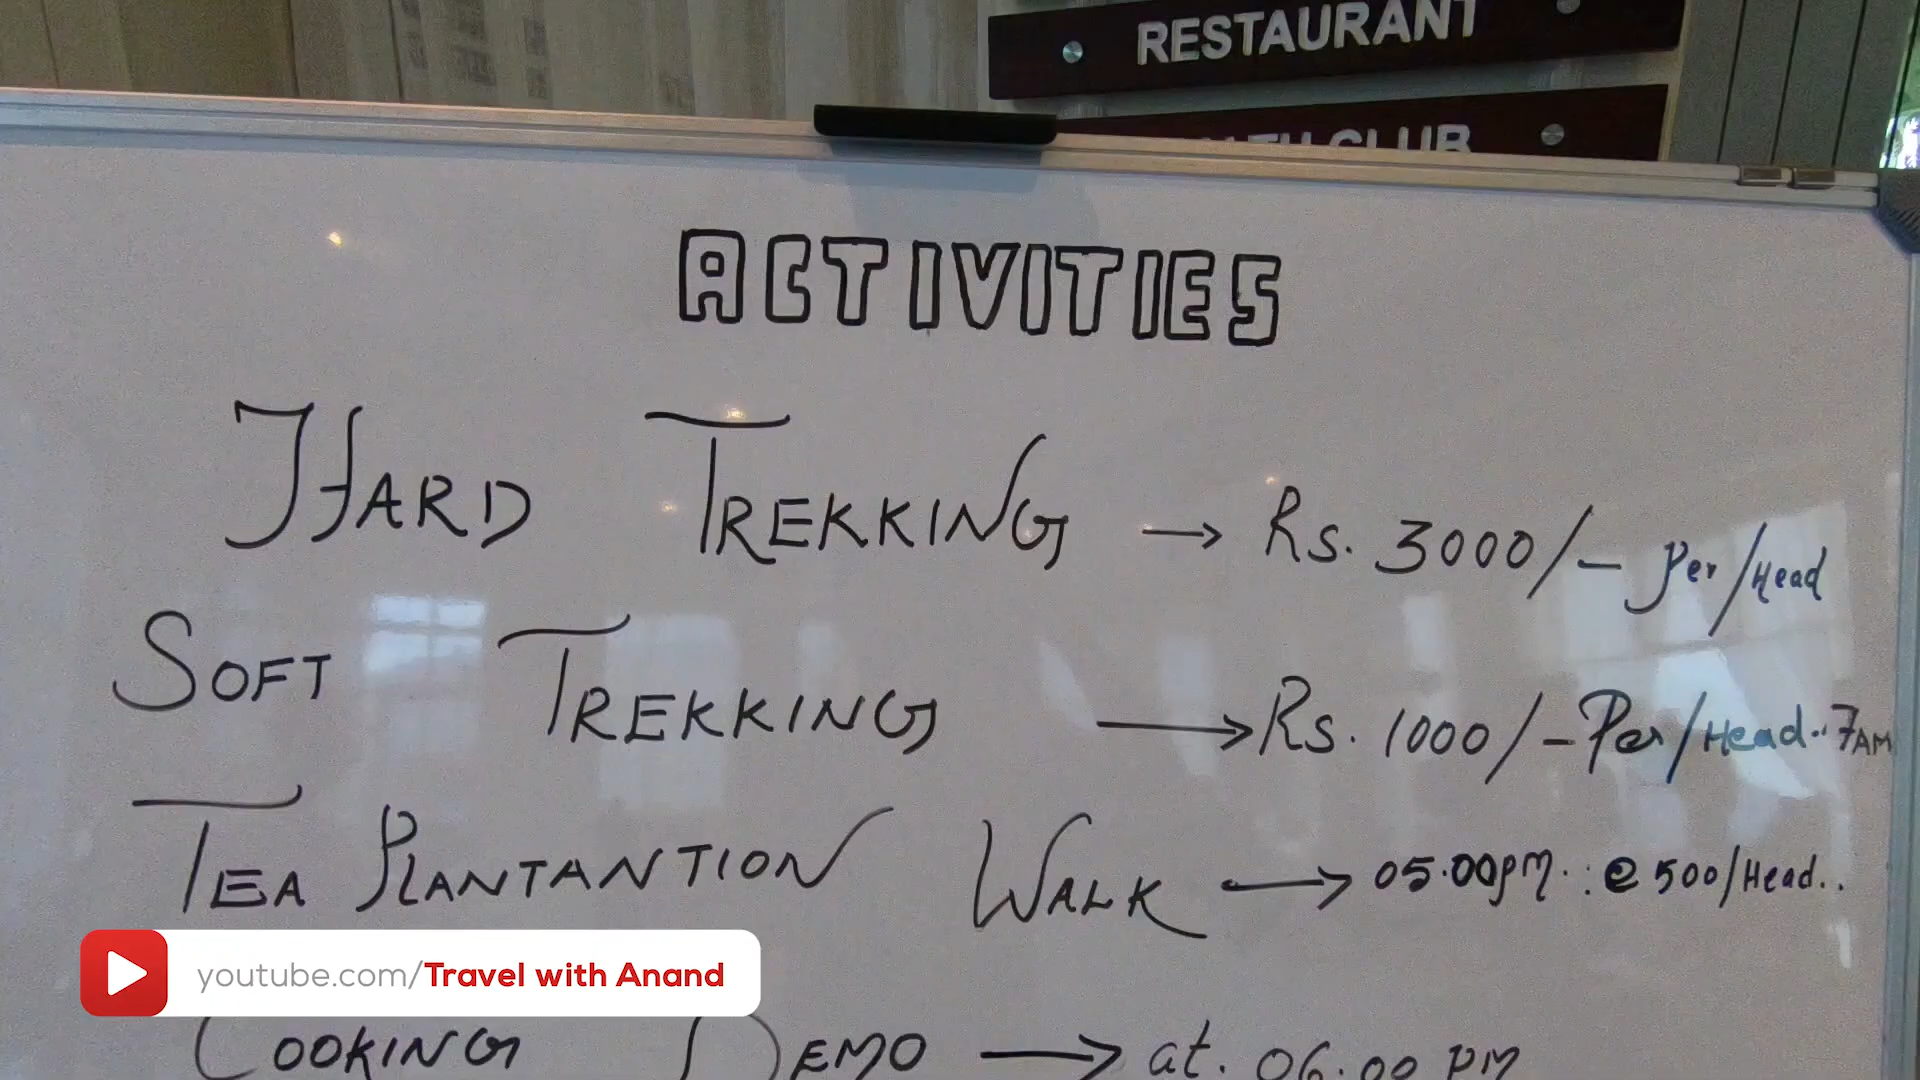 RESTAURANT
CLUB
ACTIVITIES
HARD TREKKING → Rs. 3000/- per/Head
SOFT TREKKING → Rs. 1000/- Per/Head.. 7AM
TEA PLANTANTION WALK → 05.00pm. : @ 500/Head..
youtube.com/Travel with Anand
COOKING DEMO → at. 06.00 pm